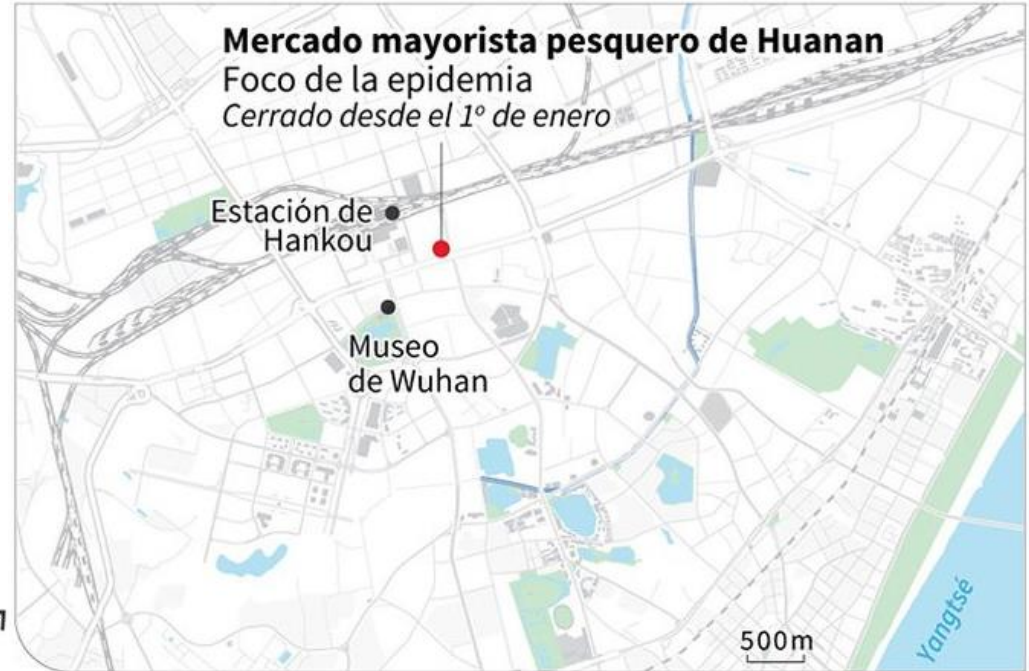 Mercado mayorista pesquero de Huanan
Foco de la epidemia
Cerrado desde el 1º de enero
Estación de
Hankou
Museo
de Wuhan
500m
Yangtsé